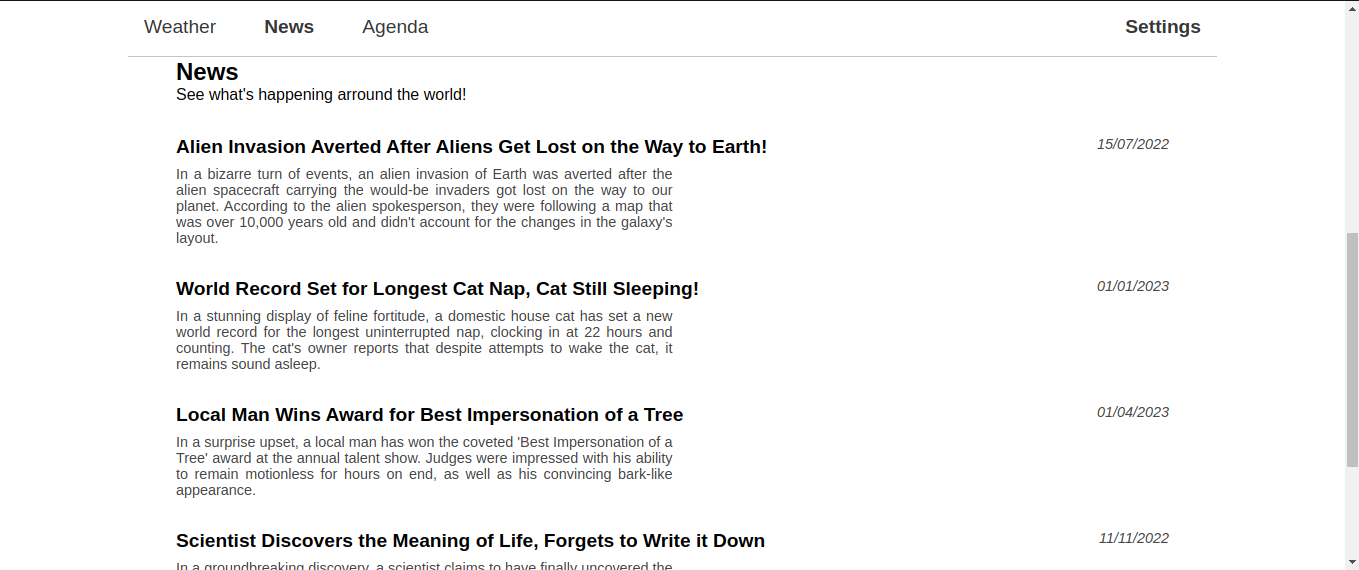 Weather News Agenda Settings
News
See what's happening arround the world!
Alien Invasion Averted After Aliens Get Lost on the Way to Earth! 15/07/2022
In a bizarre turn of events, an alien invasion of Earth was averted after the
alien spacecraft carrying the would-be invaders got lost on the way to our
planet. According to the alien spokesperson, they were following a map that
was over 10,000 years old and didn't account for the changes in the galaxy's
layout.
World Record Set for Longest Cat Nap, Cat Still Sleeping! 01/01/2023
In a stunning display of feline fortitude, a domestic house cat has set a new
world record for the longest uninterrupted nap, clocking in at 22 hours and
counting. The cat's owner reports that despite attempts to wake the cat, it
remains sound asleep.
Local Man Wins Award for Best Impersonation of a Tree 01/04/2023
In a surprise upset, a local man has won the coveted 'Best Impersonation of a
Tree' award at the annual talent show. Judges were impressed with his ability
to remain motionless for hours on end, as well as his convincing bark-like
appearance.
Scientist Discovers the Meaning of Life, Forgets to Write it Down 11/11/2022
In a groundbreaking discovery, a scientist claims to have finally uncovered the